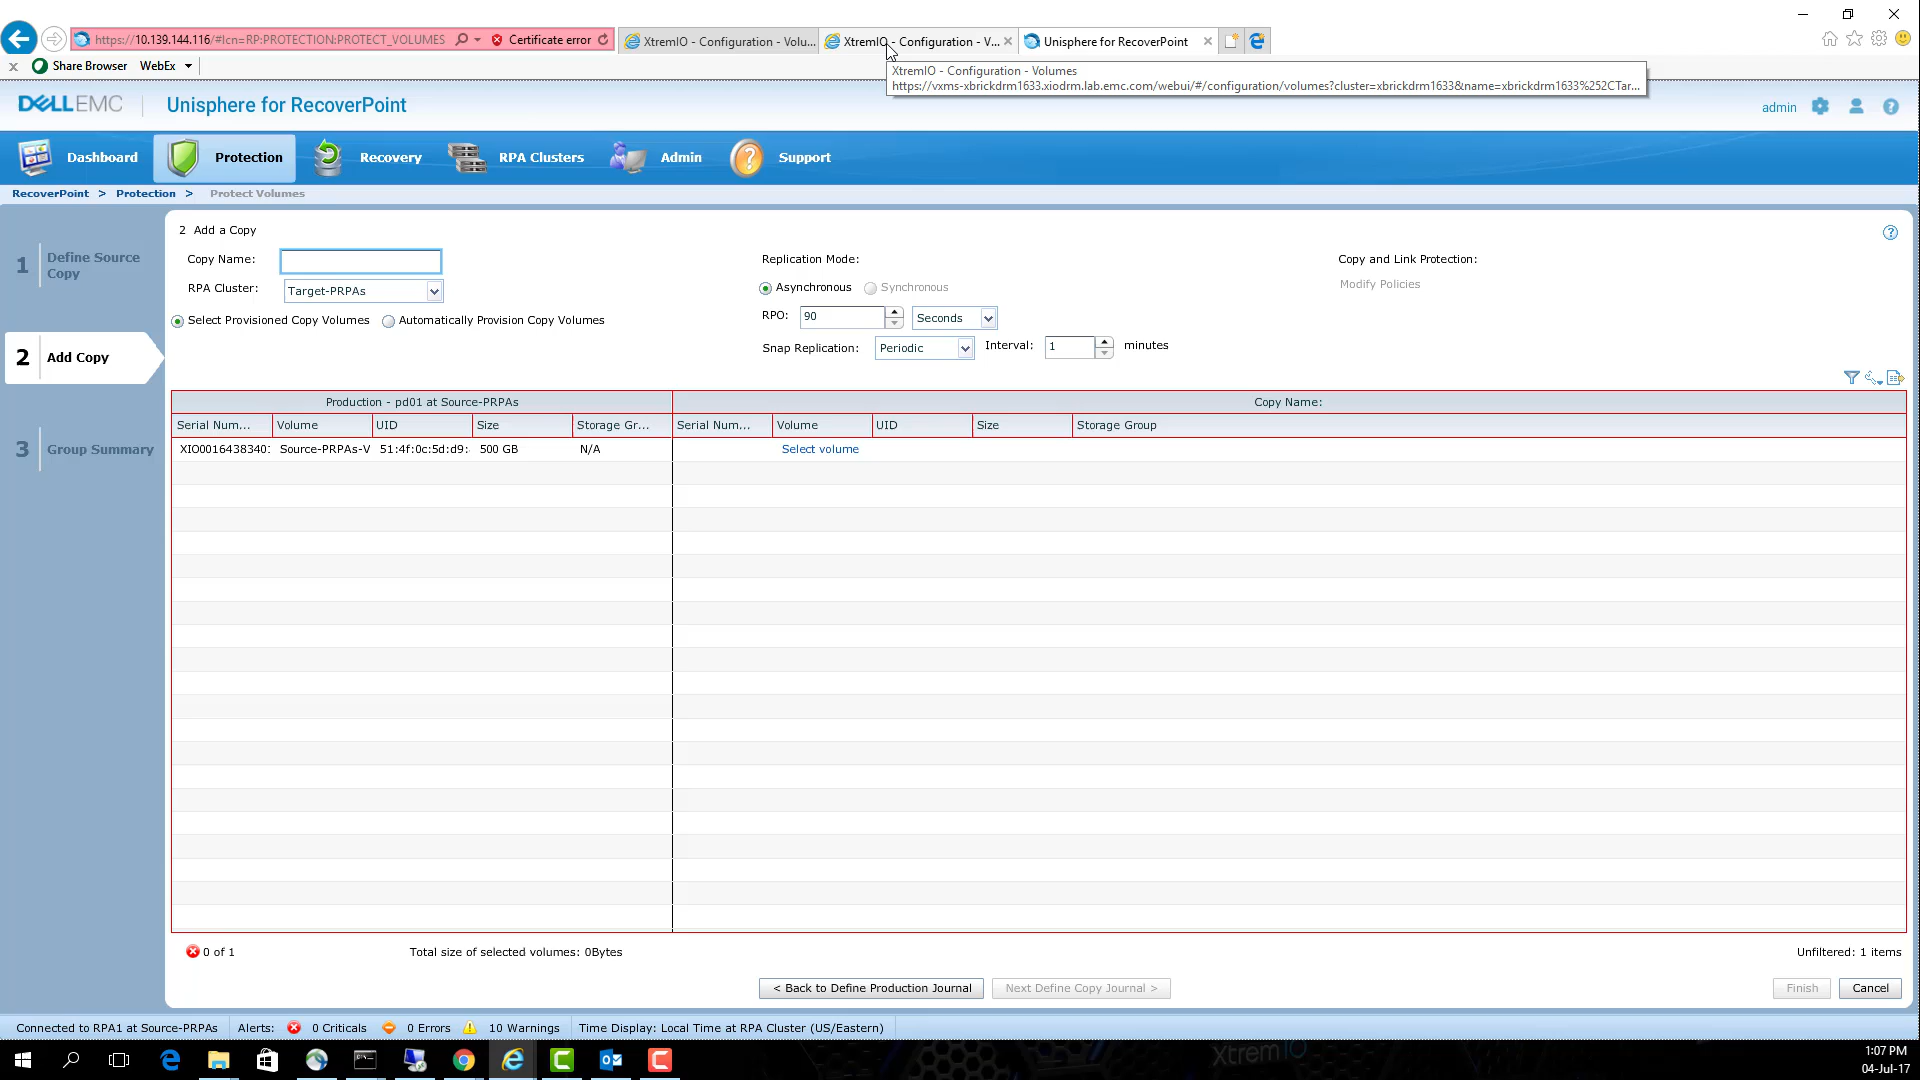 https://10.139.144.116/#lcn=RP:PROTECTION:PROTECT_VOLUMES
Certificate error
XtremIO - Configuration - Volu...
XtremIO - Configuration - V...
Unisphere for RecoverPoint
Share Browser
WebEx
XtremIO - Configuration - Volumes
https://vxms-xbrickdrm1633.xiodrm.lab.emc.com/webui/#/configuration/volumes?cluster=xbrickdrm1633&name=xbrickdrm1633%252CTar...
DELLEMC
Unisphere for RecoverPoint
admin
Dashboard
Protection
Recovery
RPA Clusters
Admin
Support
RecoverPoint > Protection > Protect Volumes
1 Define Source Copy
2 Add Copy
3 Group Summary
2 Add a Copy
Copy Name:
RPA Cluster: Target-PRPAs
Select Provisioned Copy Volumes
Automatically Provision Copy Volumes
Replication Mode:
Asynchronous
Synchronous
RPO: 90 Seconds
Snap Replication: Periodic
Interval: 1 minutes
Copy and Link Protection:
Modify Policies
Production - pd01 at Source-PRPAs
Copy Name:
Serial Num... Volume UID Size Storage Gr... Serial Num... Volume UID Size Storage Group
XIO0016438340: Source-PRPAs-V 51:4f:0c:5d:d9: 500 GB N/A Select volume
0 of 1
Total size of selected volumes: 0Bytes
Unfiltered: 1 items
< Back to Define Production Journal
Next Define Copy Journal >
Finish
Cancel
Connected to RPA1 at Source-PRPAs
Alerts: 0 Criticals 0 Errors 10 Warnings
Time Display: Local Time at RPA Cluster (US/Eastern)
XtremIO
1:07 PM
04-Jul-17